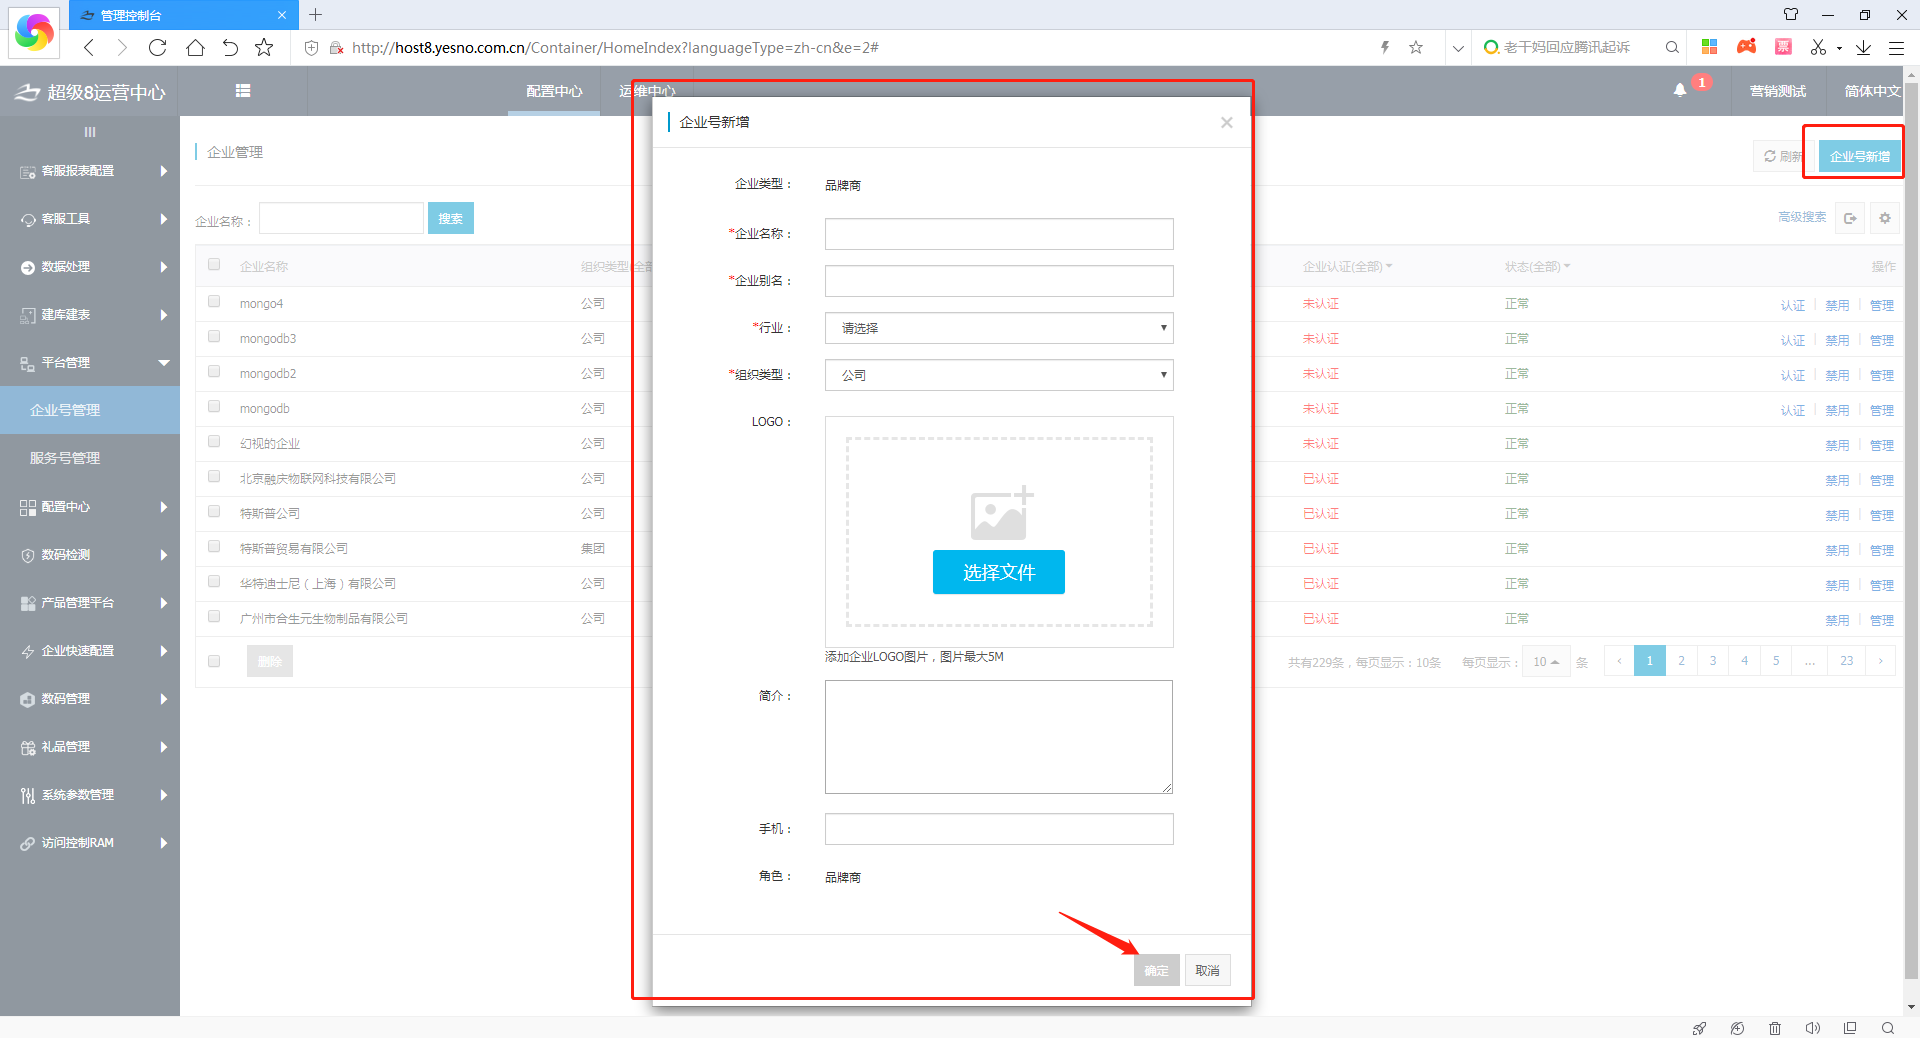 管理控制台
http://host8.yesno.com.cn/Container/HomeIndex?languageType=zh-cn&e=2#
老干妈回应腾讯起诉
票
超级8运营中心
配置中心
运维中心
1
营销测试
简体中文
客服报表配置
客服工具
数据处理
建库建表
平台管理
企业号管理
服务号管理
配置中心
数码检测
产品管理平台
企业快速配置
数码管理
礼品管理
系统参数管理
访问控制RAM
企业管理
刷新
企业号新增
企业名称：
搜索
高级搜索
企业名称
组织类型(全部
企业认证(全部)
状态(全部)
操作
mongo4 公司 未认证 正常 认证 禁用 管理
mongodb3 公司 未认证 正常 认证 禁用 管理
mongodb2 公司 未认证 正常 认证 禁用 管理
mongodb 公司 未认证 正常 认证 禁用 管理
幻视的企业 公司 未认证 正常 禁用 管理
北京融庆物联网科技有限公司 公司 已认证 正常 禁用 管理
特斯普公司 公司 已认证 正常 禁用 管理
特斯普贸易有限公司 集团 已认证 正常 禁用 管理
华特迪士尼（上海）有限公司 公司 已认证 正常 禁用 管理
广州市合生元生物制品有限公司 公司 已认证 正常 禁用 管理
删除
共有229条，每页显示：10条 每页显示： 10 条 ‹ 1 2 3 4 5 ... 23 ›
企业号新增
×
企业类型： 品牌商
*企业名称：
*企业别名：
*行业： 请选择
*组织类型： 公司
LOGO：
选择文件
添加企业LOGO图片，图片最大5M
简介：
手机：
角色： 品牌商
确定
取消